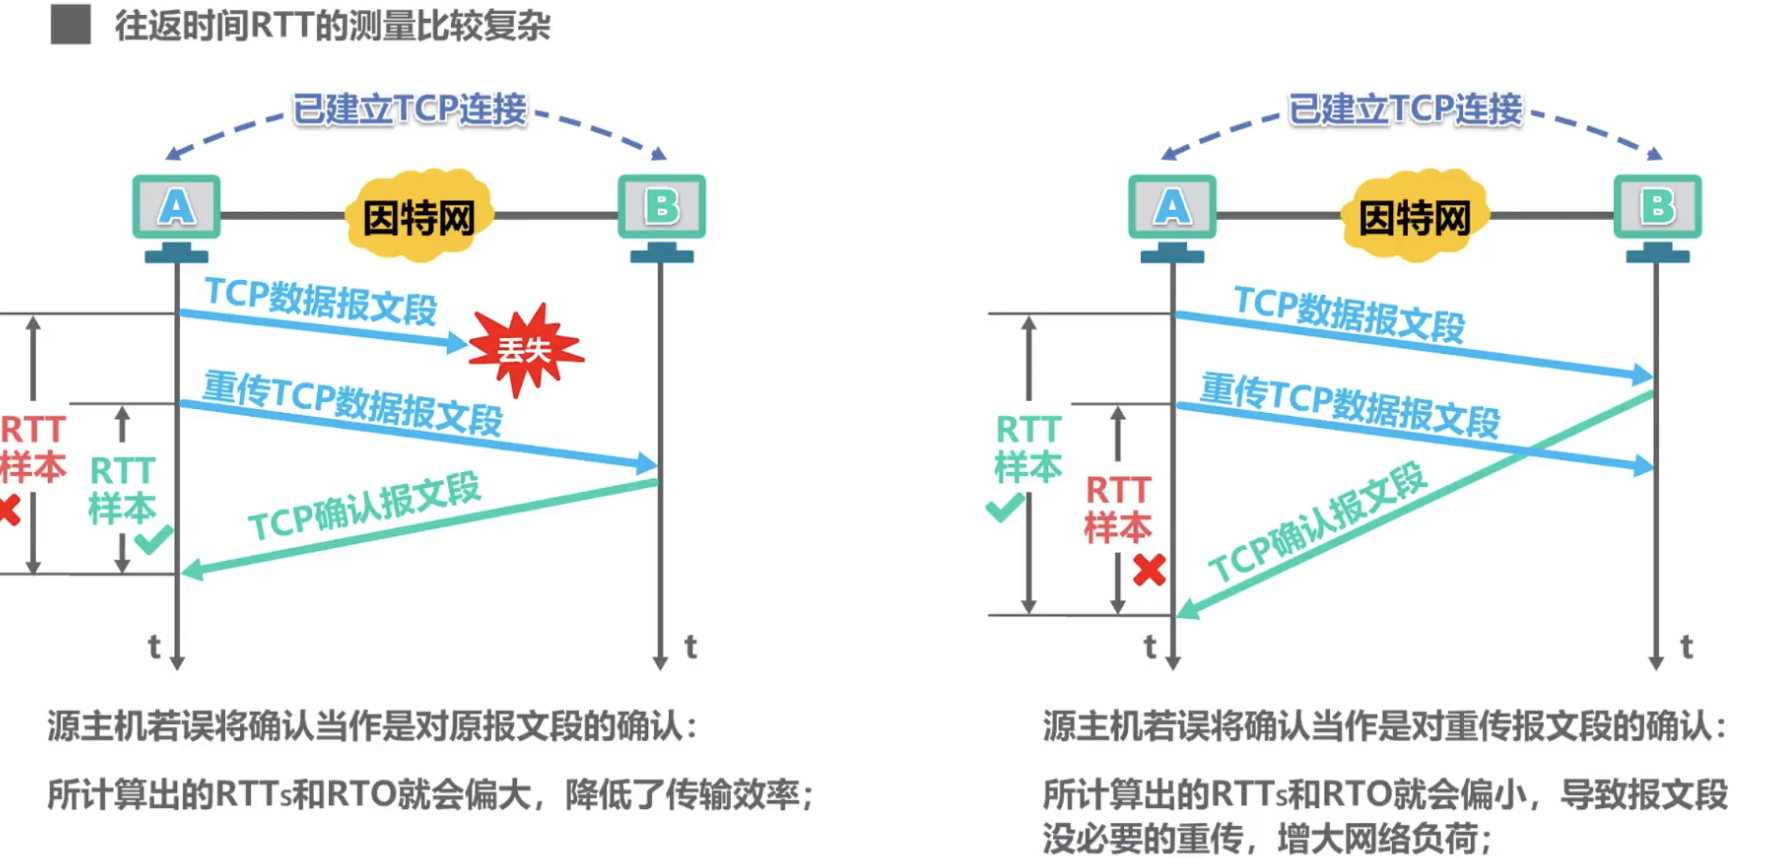 往返时间RTT的测量比较复杂
已建立TCP连接
A
因特网
B
TCP数据报文段
丢失
重传TCP数据报文段
RTT
样本
RTT
样本
TCP确认报文段
t
t
源主机若误将确认当作是对原报文段的确认：
所计算出的RTTs和RTO就会偏大，降低了传输效率；
已建立TCP连接
A
因特网
B
TCP数据报文段
重传TCP数据报文段
RTT
样本
RTT
样本
TCP确认报文段
t
t
源主机若误将确认当作是对重传报文段的确认：
所计算出的RTTs和RTO就会偏小，导致报文段
没必要的重传，增大网络负荷；